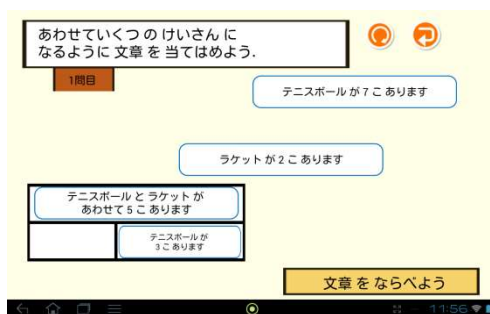 あわせていくつ の けいさん に
なるように 文章 を 当てはめよう.
1問目
テニスボール が 7 こ あります
ラケット が 2 こ あります
テニスボール と ラケット が
あわせて 5 こ あります
テニスボール が
3 こ あります
文章 を ならべよう
11:56